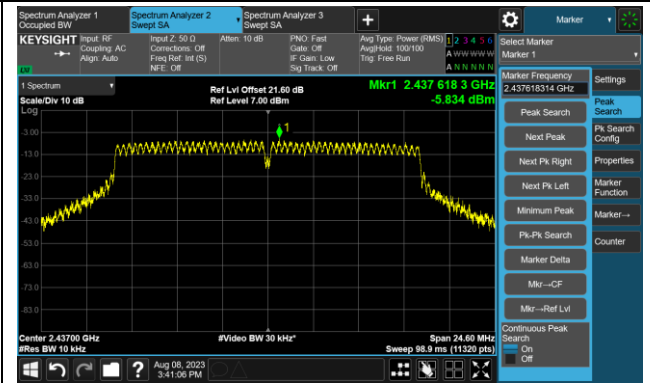 Spectrum Analyzer 1
Occupied BW
Spectrum Analyzer 2
Swept SA
Spectrum Analyzer 3
Swept SA
+
Marker
KEYSIGHT
Input: RF
Coupling: AC
Align: Auto
Input Z: 50 Ω
Corrections: Off
Freq Ref: Int (S)
NFE: Off
Atten: 10 dB
PNO: Fast
Gate: Off
IF Gain: Low
Sig Track: Off
Avg Type: Power (RMS)
Avg|Hold: 100/100
Trig: Free Run
1 2 3 4 5 6
A W W W W W
A N N N N N
LXI
Select Marker
Marker 1
1 Spectrum
Scale/Div 10 dB
Log
Ref Lvl Offset 21.60 dB
Ref Level 7.00 dBm
Mkr1 2.437 618 3 GHz
-5.834 dBm
1
-3.00
-13.0
-23.0
-33.0
-43.0
-53.0
-63.0
-73.0
-83.0
Center 2.43700 GHz
#Res BW 10 kHz
#Video BW 30 kHz*
Span 24.60 MHz
Sweep 98.9 ms (11320 pts)
Marker Frequency
2.437618314 GHz
Peak Search
Next Peak
Next Pk Right
Next Pk Left
Minimum Peak
Pk-Pk Search
Marker Delta
Mkr→CF
Mkr→Ref Lvl
Continuous Peak
Search
On
Off
Settings
Peak
Search
Pk Search
Config
Properties
Marker
Function
Marker→
Counter
?
Aug 08, 2023
3:41:06 PM